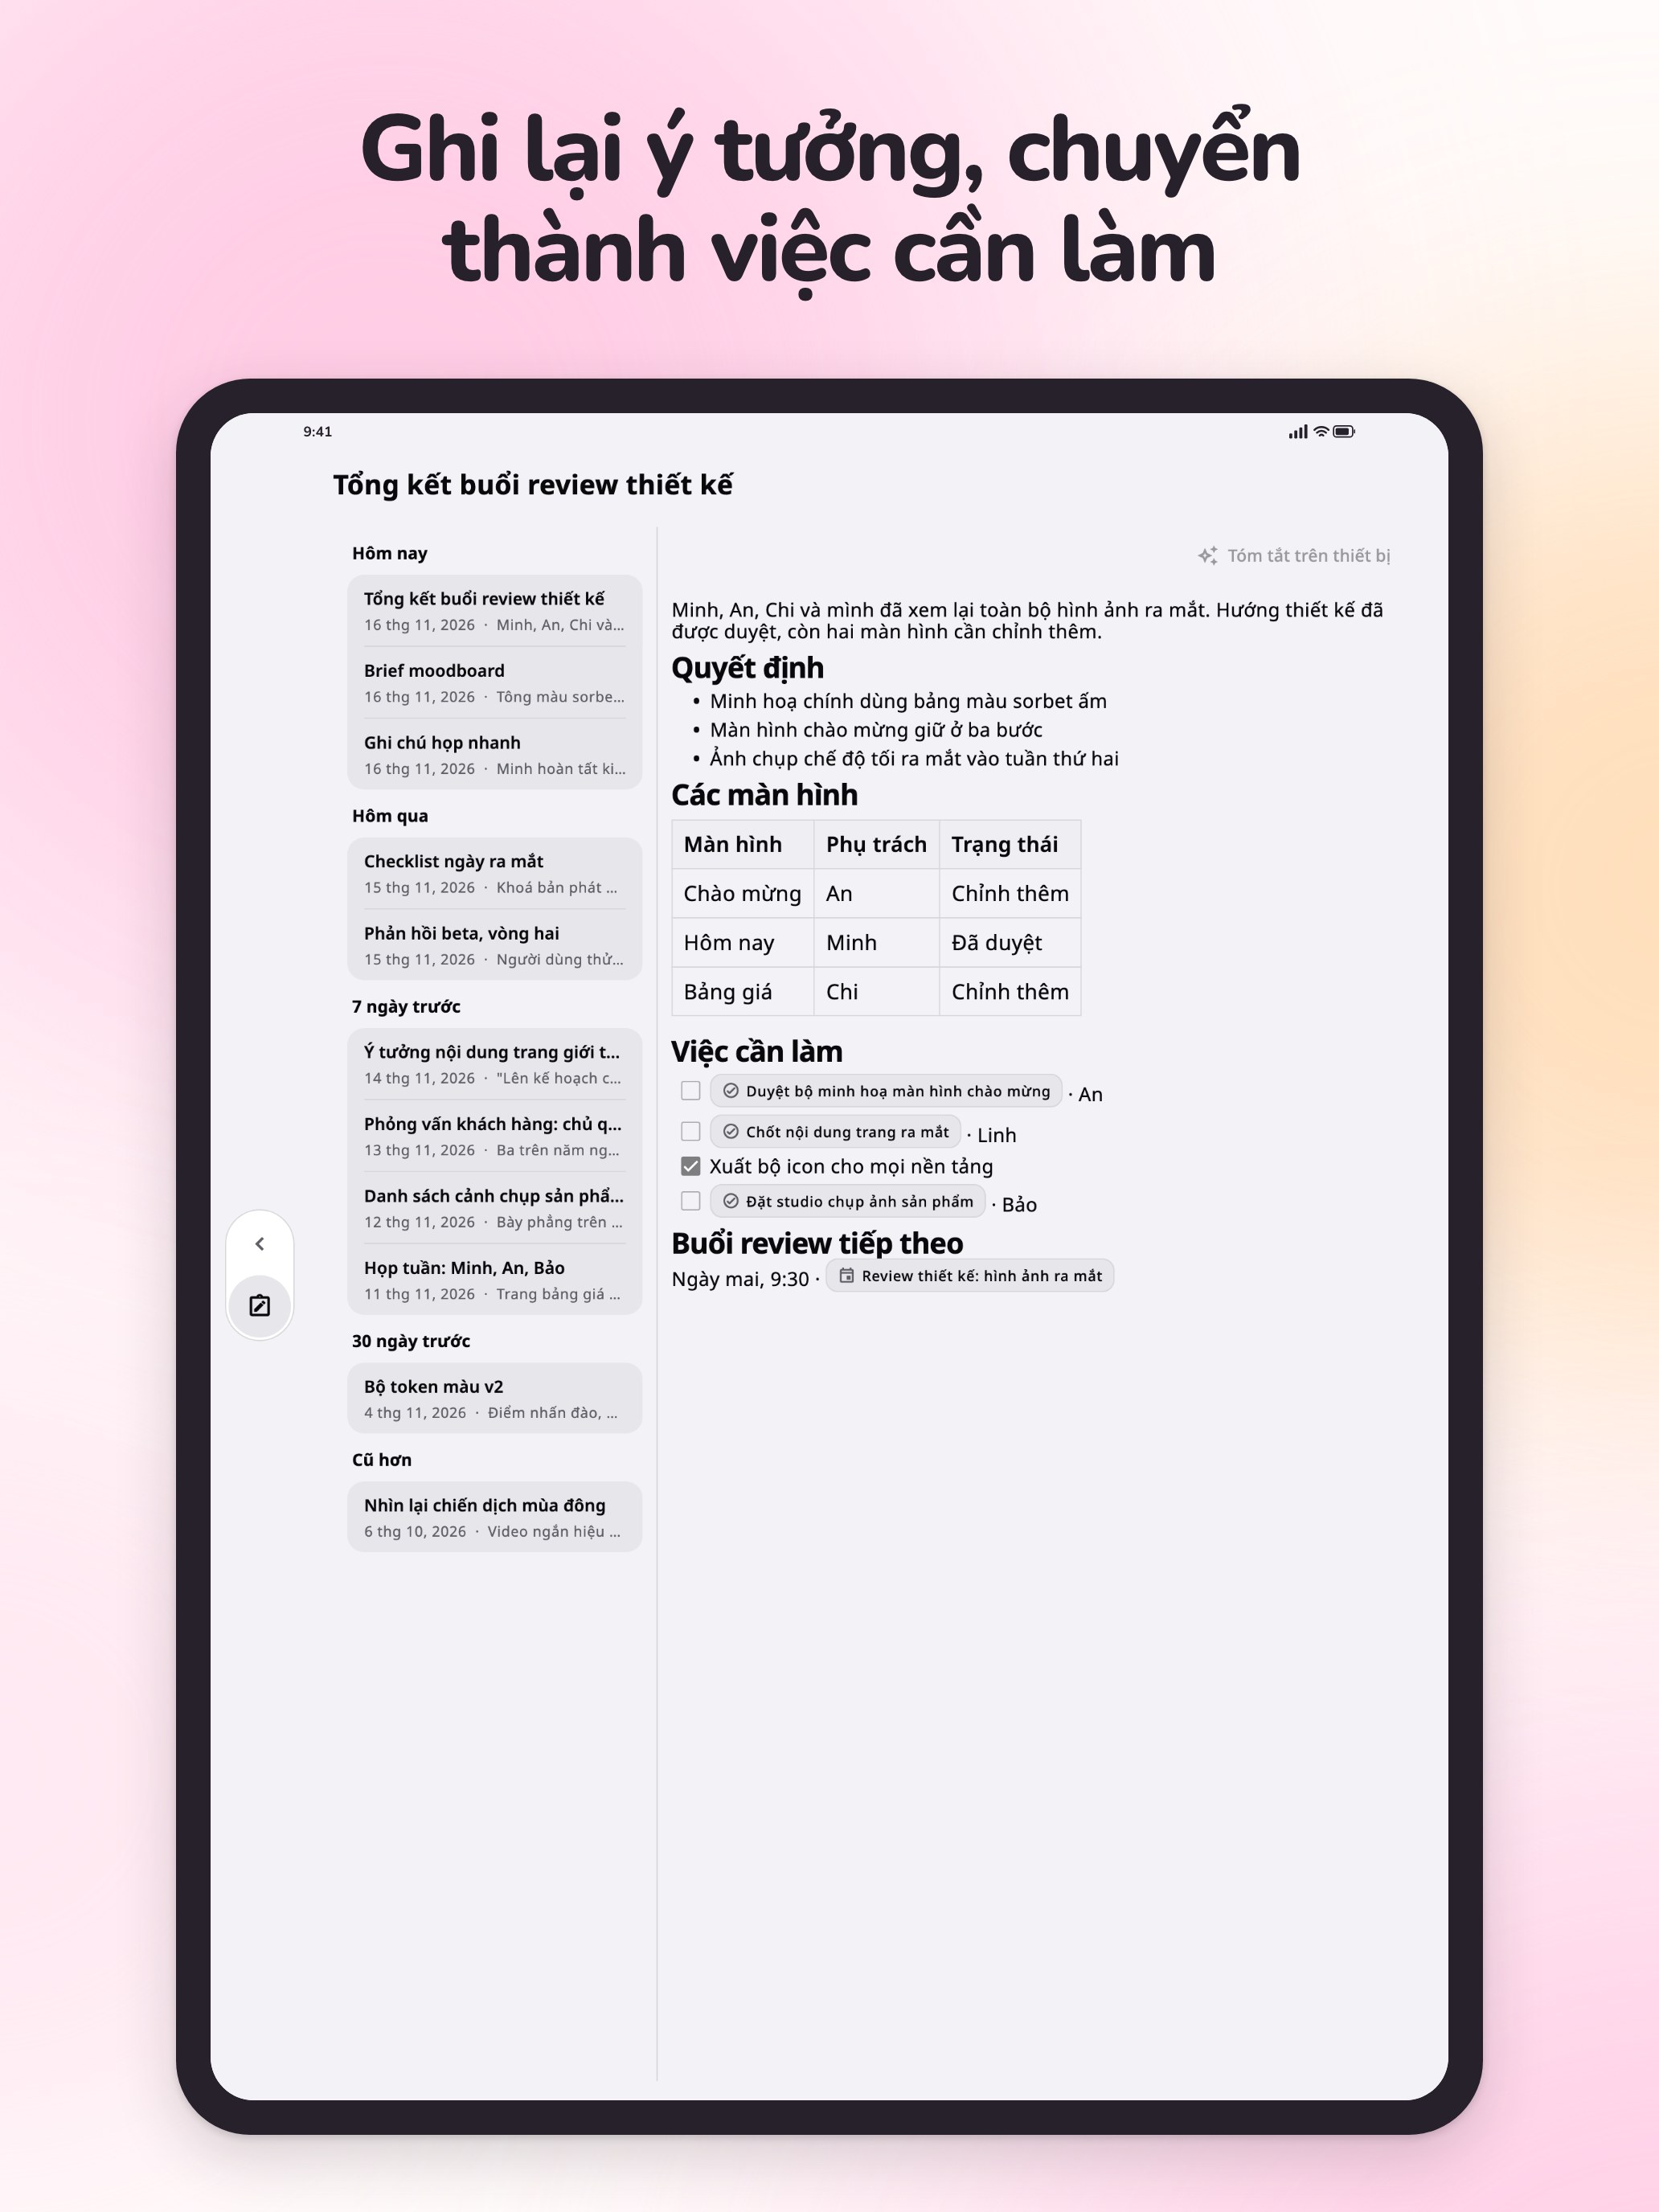 Ghi lại ý tưởng, chuyển
thành việc cần làm
9:41
Tổng kết buổi review thiết kế
Hôm nay
Tổng kết buổi review thiết kế
16 thg 11, 2026 · Minh, An, Chi và...
Brief moodboard
16 thg 11, 2026 · Tông màu sorbe...
Ghi chú họp nhanh
16 thg 11, 2026 · Minh hoàn tất ki...
Hôm qua
Checklist ngày ra mắt
15 thg 11, 2026 · Khoá bản phát ...
Phản hồi beta, vòng hai
15 thg 11, 2026 · Người dùng thử...
7 ngày trước
Ý tưởng nội dung trang giới t...
14 thg 11, 2026 · "Lên kế hoạch c...
Phỏng vấn khách hàng: chủ q...
13 thg 11, 2026 · Ba trên năm ng...
Danh sách cảnh chụp sản phẩ...
12 thg 11, 2026 · Bày phẳng trên ...
Họp tuần: Minh, An, Bảo
11 thg 11, 2026 · Trang bảng giá ...
30 ngày trước
Bộ token màu v2
4 thg 11, 2026 · Điểm nhấn đào, ...
Cũ hơn
Nhìn lại chiến dịch mùa đông
6 thg 10, 2026 · Video ngắn hiệu ...
Tóm tắt trên thiết bị
Minh, An, Chi và mình đã xem lại toàn bộ hình ảnh ra mắt. Hướng thiết kế đã
được duyệt, còn hai màn hình cần chỉnh thêm.
Quyết định
• Minh hoạ chính dùng bảng màu sorbet ấm
• Màn hình chào mừng giữ ở ba bước
• Ảnh chụp chế độ tối ra mắt vào tuần thứ hai
Các màn hình
Màn hình Phụ trách Trạng thái
Chào mừng An Chỉnh thêm
Hôm nay Minh Đã duyệt
Bảng giá Chi Chỉnh thêm
Việc cần làm
Duyệt bộ minh hoạ màn hình chào mừng · An
Chốt nội dung trang ra mắt · Linh
Xuất bộ icon cho mọi nền tảng
Đặt studio chụp ảnh sản phẩm · Bảo
Buổi review tiếp theo
Ngày mai, 9:30 · Review thiết kế: hình ảnh ra mắt